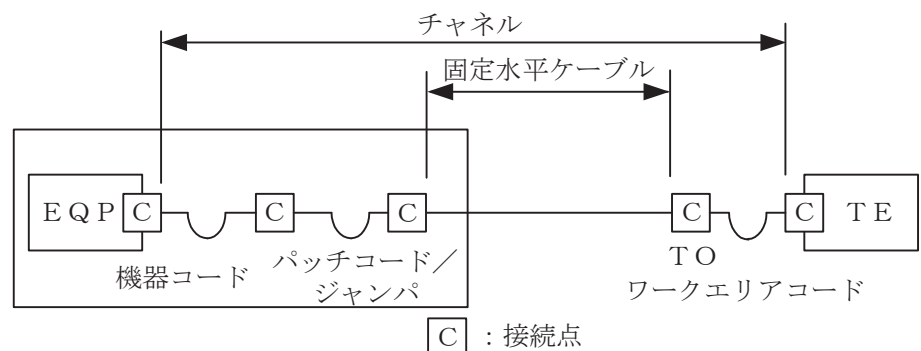 チャネル
固定水平ケーブル
EQP C C C C C TE
TO
機器コード
パッチコード／
ジャンパ
ワークエリアコード
C ：接続点